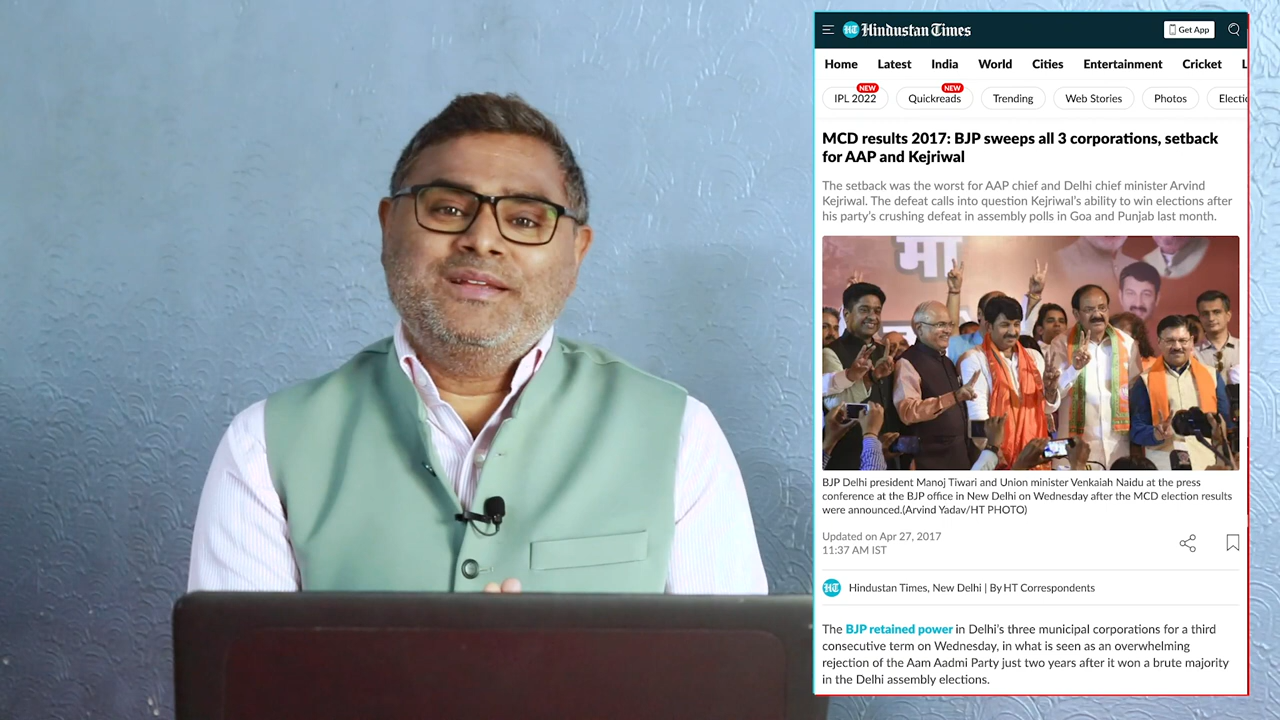 HT Hindustan Times
Get App
Home Latest India World Cities Entertainment Cricket
NEW NEW
IPL 2022 Quickreads Trending Web Stories Photos
MCD results 2017: BJP sweeps all 3 corporations, setback
for AAP and Kejriwal
The setback was the worst for AAP chief and Delhi chief minister Arvind
Kejriwal. The defeat calls into question Kejriwal's ability to win elections after
his party's crushing defeat in assembly polls in Goa and Punjab last month.
BJP Delhi president Manoj Tiwari and Union minister Venkaiah Naidu at the press
conference at the BJP office in New Delhi on Wednesday after the MCD election results
were announced.(Arvind Yadav/HT PHOTO)
Updated on Apr 27, 2017
11:37 AM IST
HT Hindustan Times, New Delhi | By HT Correspondents
The BJP retained power in Delhi's three municipal corporations for a third
consecutive term on Wednesday, in what is seen as an overwhelming
rejection of the Aam Aadmi Party just two years after it won a brute majority
in the Delhi assembly elections.